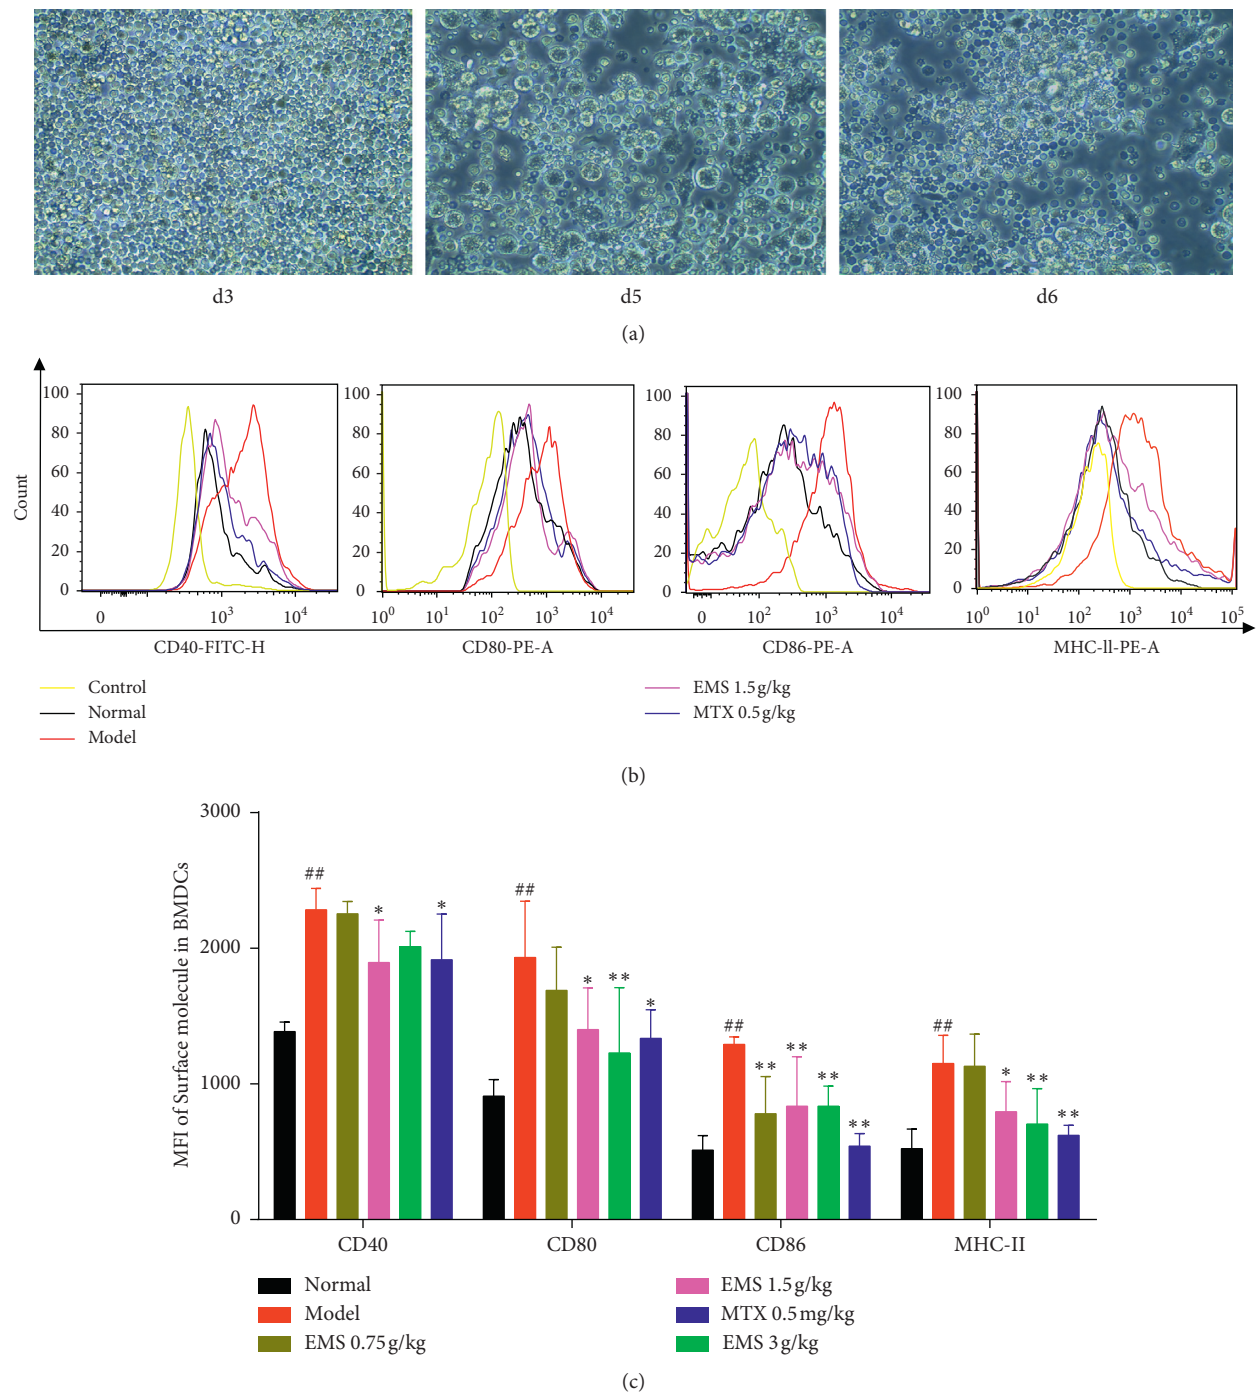 d3 d5 d6
(a)
Count
100 100 100 100
80 80 80 80
60 60 60 60
40 40 40 40
20 20 20 20
0 0 0 0
0 10³ 10⁴ 10⁰ 10¹ 10² 10³ 10⁴ 0 10² 10³ 10⁴ 10⁰ 10¹ 10² 10³ 10⁴ 10⁵
CD40-FITC-H CD80-PE-A CD86-PE-A MHC-ll-PE-A
Control
Normal
Model
EMS 1.5 g/kg
MTX 0.5 g/kg
(b)
MFI of Surface molecule in BMDCs
3000
2000
1000
0
## * *
## * ** *
## ** ** ** **
## * ** **
CD40 CD80 CD86 MHC-II
Normal
Model
EMS 0.75 g/kg
EMS 1.5 g/kg
MTX 0.5 mg/kg
EMS 3 g/kg
(c)